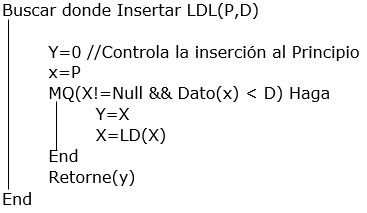 Buscar donde Insertar LDL(P,D)
Y=0 //Controla la inserción al Principio
x=P
MQ(X!=Null && Dato(x) < D) Haga
Y=X
X=LD(X)
End
Retorne(y)
End